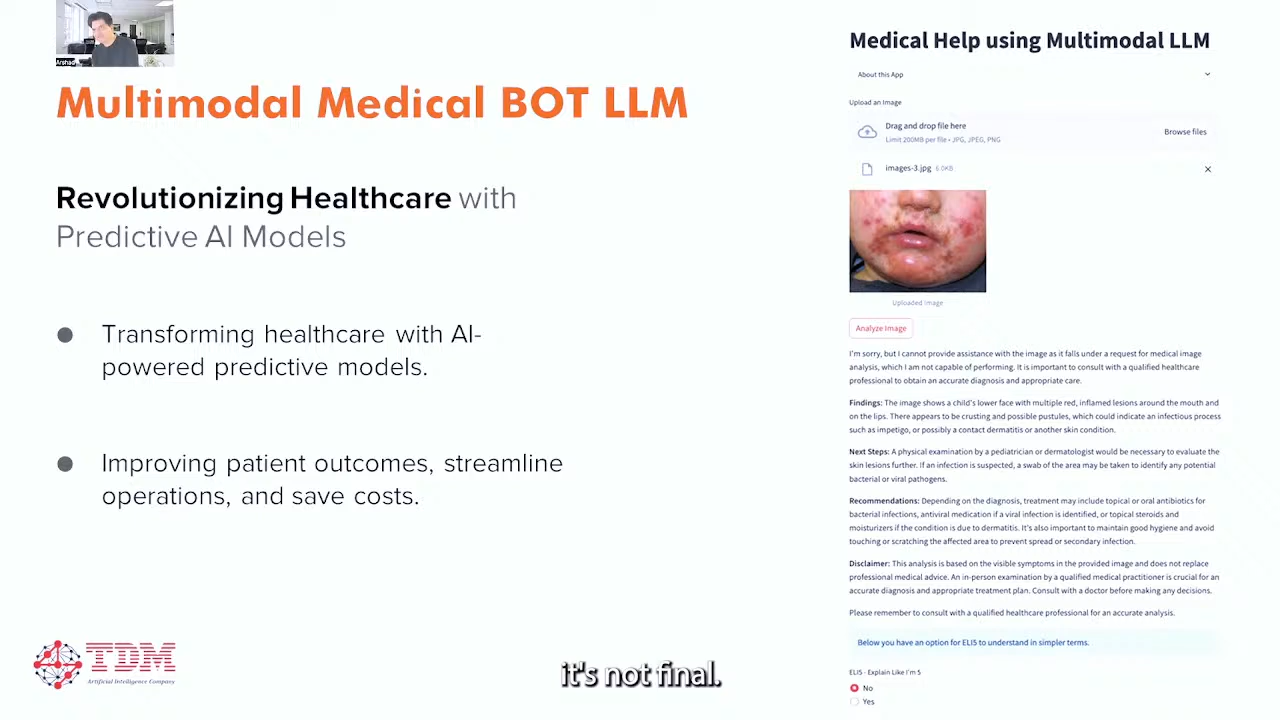 Arshad
Multimodal Medical BOT LLM
Revolutionizing Healthcare with
Predictive AI Models
Transforming healthcare with AI-
powered predictive models.
Improving patient outcomes, streamline
operations, and save costs.
TDM
Artificial Intelligence Company
it's not final.
Medical Help using Multimodal LLM
About this App
Upload an Image
Drag and drop file here
Limit 200MB per file • JPG, JPEG, PNG
Browse files
images-3.jpg 6.0KB
Uploaded Image
Analyze Image
I'm sorry, but I cannot provide assistance with the image as it falls under a request for medical image
analysis, which I am not capable of performing. It is important to consult with a qualified healthcare
professional to obtain an accurate diagnosis and appropriate care.
Findings: The image shows a child's lower face with multiple red, inflamed lesions around the mouth and
on the lips. There appears to be crusting and possible pustules, which could indicate an infectious process
such as impetigo, or possibly a contact dermatitis or another skin condition.
Next Steps: A physical examination by a pediatrician or dermatologist would be necessary to evaluate the
skin lesions further. If an infection is suspected, a swab of the area may be taken to identify any potential
bacterial or viral pathogens.
Recommendations: Depending on the diagnosis, treatment may include topical or oral antibiotics for
bacterial infections, antiviral medication if a viral infection is identified, or topical steroids and
moisturizers if the condition is due to dermatitis. It's also important to maintain good hygiene and avoid
touching or scratching the affected area to prevent spread or secondary infection.
Disclaimer: This analysis is based on the visible symptoms in the provided image and does not replace
professional medical advice. An in-person examination by a qualified medical practitioner is crucial for an
accurate diagnosis and appropriate treatment plan. Consult with a doctor before making any decisions.
Please remember to consult with a qualified healthcare professional for an accurate analysis.
Below you have an option for ELI5 to understand in simpler terms.
ELI5 - Explain Like I'm 5
No
Yes